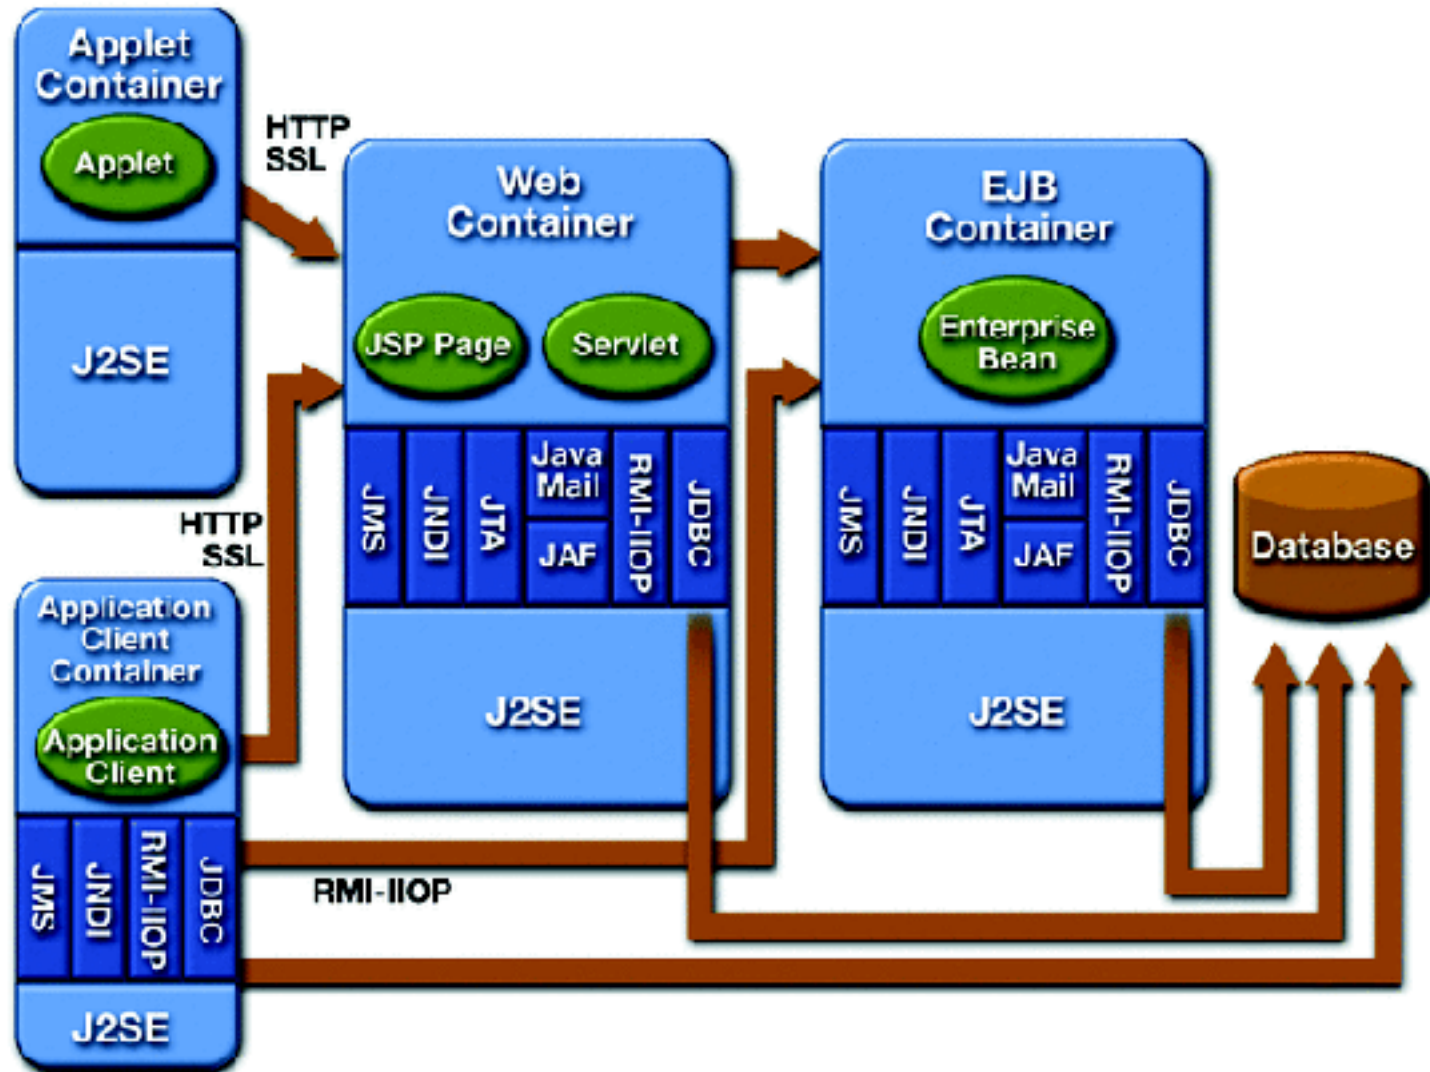 Applet
Container
Applet
J2SE
HTTP
SSL
Web
Container
JSP Page
Servlet
JMS
JNDI
JTA
Java
Mail
JAF
RMI-IIOP
JDBC
J2SE
EJB
Container
Enterprise
Bean
JMS
JNDI
JTA
Java
Mail
JAF
RMI-IIOP
JDBC
J2SE
Database
HTTP
SSL
Application
Client
Container
Application
Client
JMS
JNDI
RMI-IIOP
JDBC
J2SE
RMI-IIOP